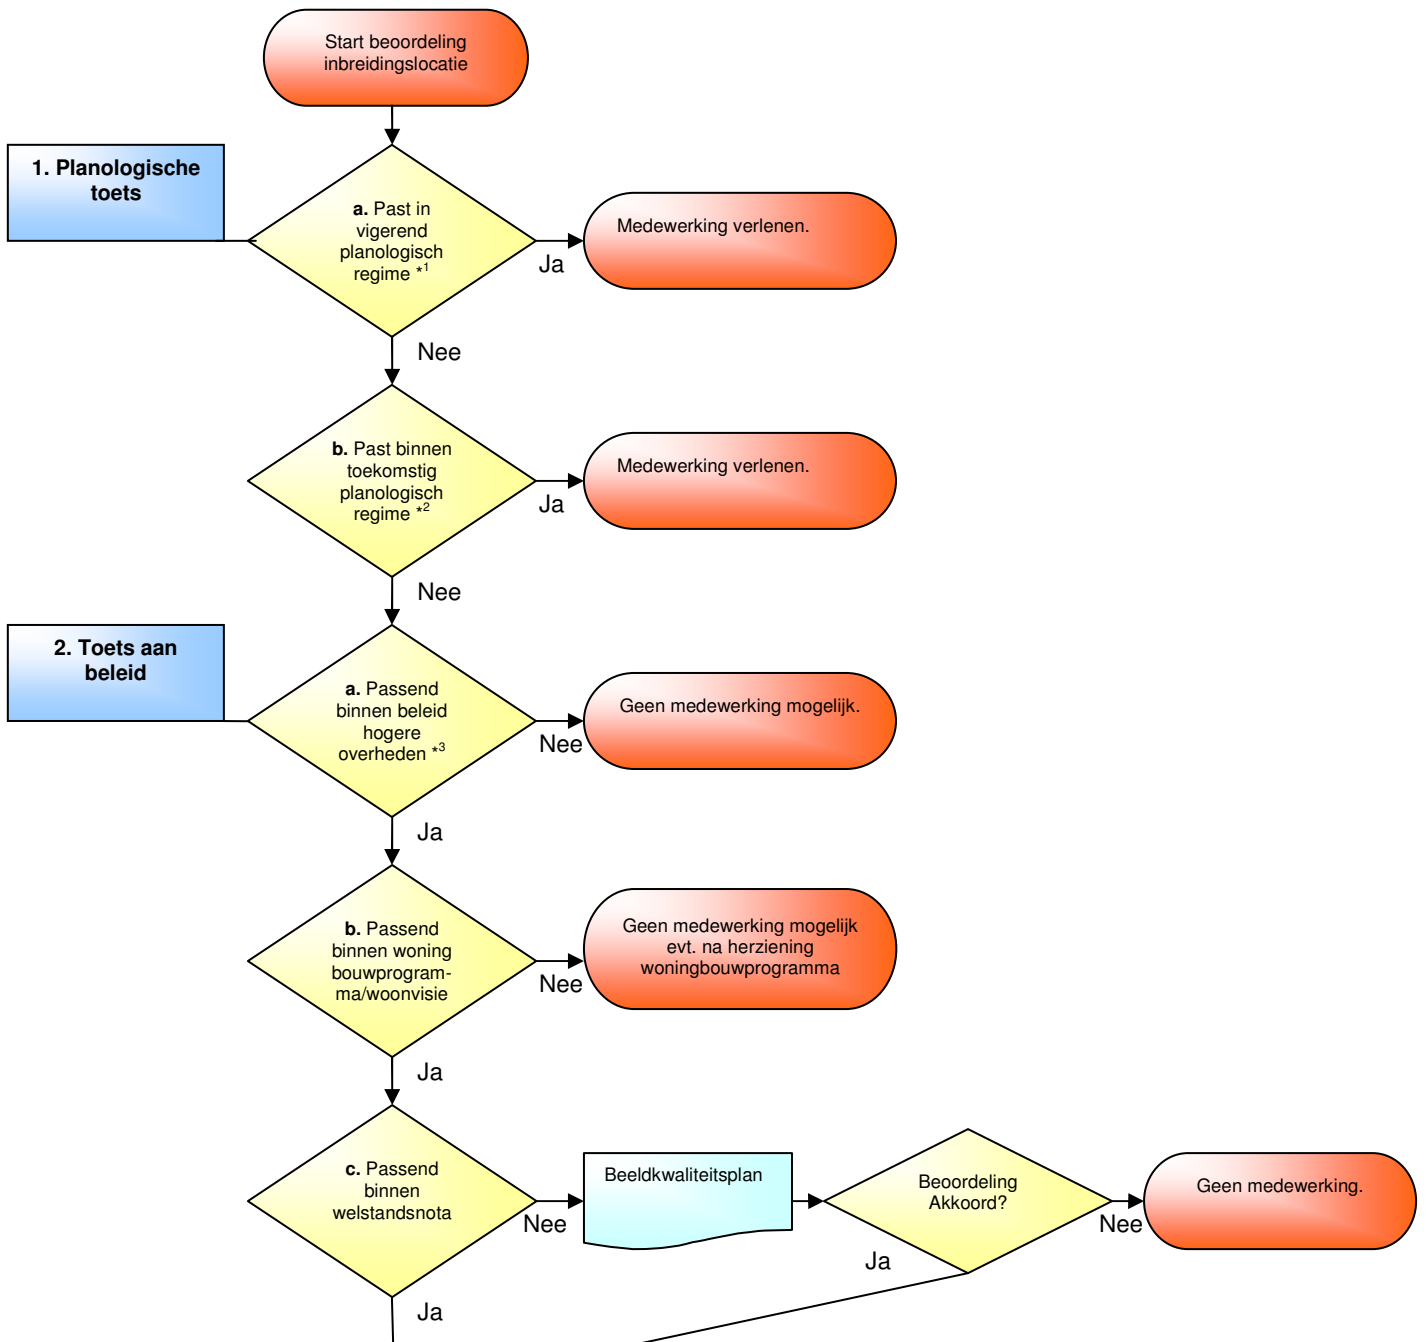 Start beoordeling
inbreidingslocatie
1. Planologische
toets
a. Past in
vigerend
planologisch
regime *1
Ja
Medewerking verlenen.
Nee
b. Past binnen
toekomstig
planologisch
regime *2
Ja
Medewerking verlenen.
Nee
2. Toets aan
beleid
a. Passend
binnen beleid
hogere
overheden *3
Nee
Geen medewerking mogelijk.
Ja
b. Passend
binnen woning
bouwprogram-
ma/woonvisie
Nee
Geen medewerking mogelijk
evt. na herziening
woningbouwprogramma
Ja
c. Passend
binnen
welstandsnota
Nee
Beeldkwaliteitsplan
Beoordeling
Akkoord?
Nee
Geen medewerking.
Ja
Ja